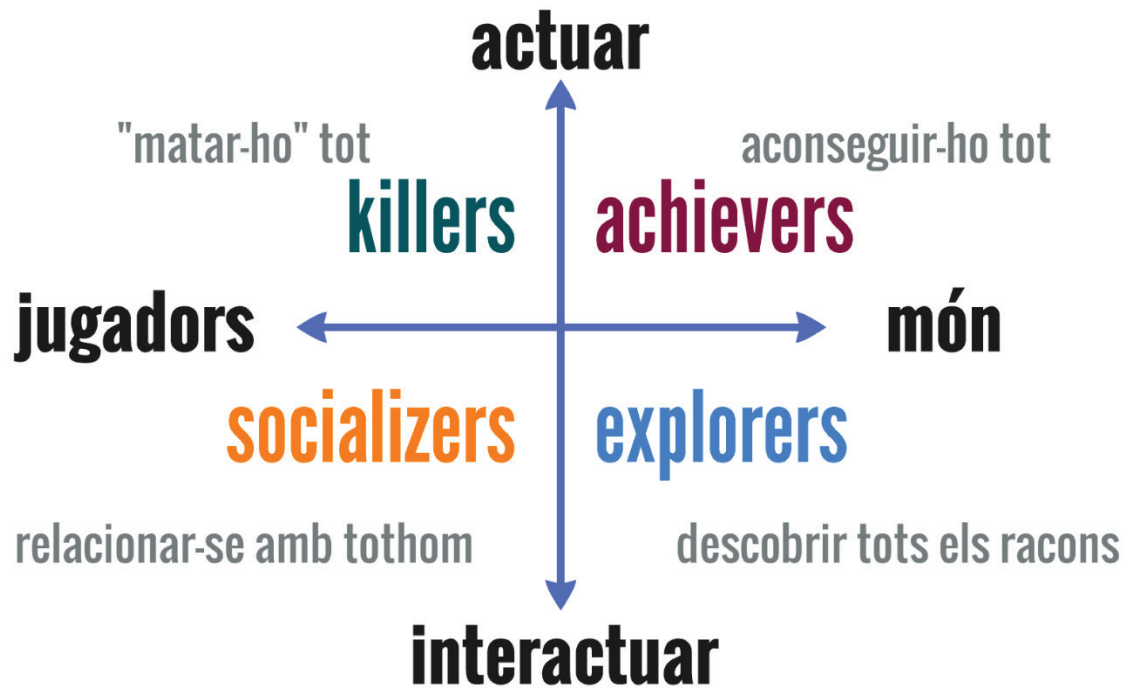 actuar
"matar-ho" tot
aconseguir-ho tot
killers
achievers
jugadors
món
socializers
explorers
relacionar-se amb tothom
descobrir tots els racons
interactuar